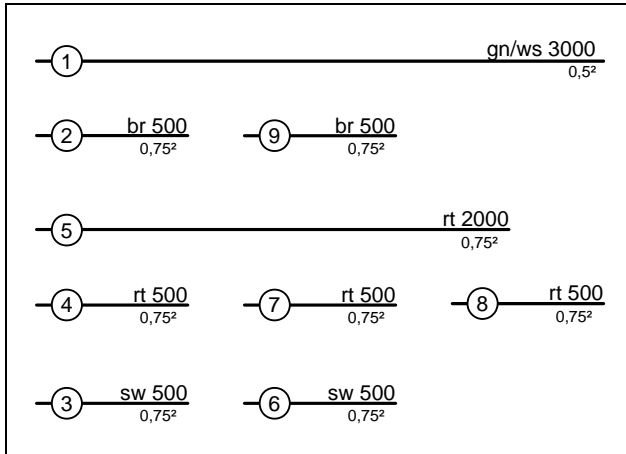 1 gn/ws 3000
0,5²
2 br 500 9 br 500
0,75² 0,75²
5 rt 2000
0,75²
4 rt 500 7 rt 500 8 rt 500
0,75² 0,75² 0,75²
3 sw 500 6 sw 500
0,75² 0,75²